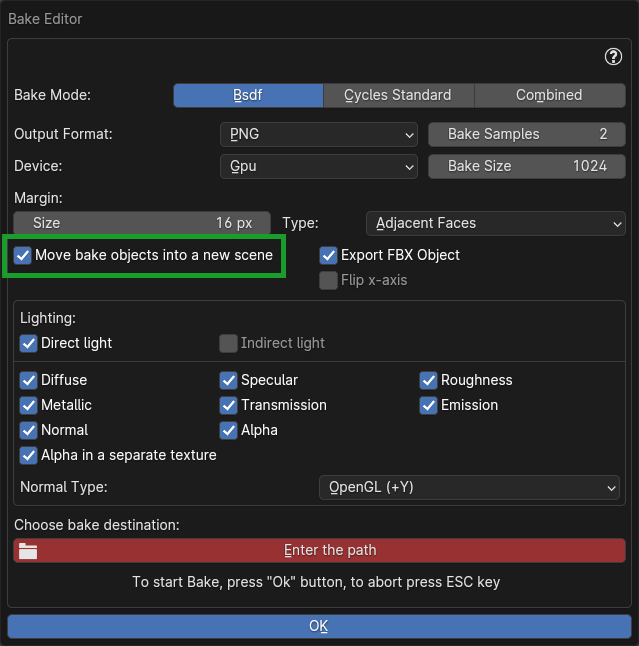 Bake Editor
?
Bake Mode: Bsdf Cycles Standard Combined
Output Format: PNG Bake Samples 2
Device: Gpu Bake Size 1024
Margin:
Size 16 px Type: Adjacent Faces
Move bake objects into a new scene Export FBX Object
Flip x-axis
Lighting:
Direct light Indirect light
Diffuse Specular Roughness
Metallic Transmission Emission
Normal Alpha
Alpha in a separate texture
Normal Type: OpenGL (+Y)
Choose bake destination:
Enter the path
To start Bake, press "Ok" button, to abort press ESC key
OK